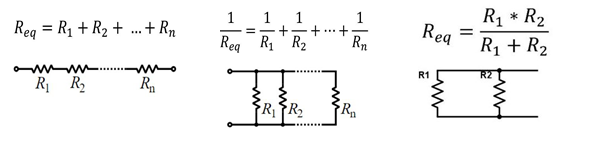 R_eq = R_1 + R_2 + ... + R_n
R_1 R_2 R_n
1/R_eq = 1/R_1 + 1/R_2 + ··· + 1/R_n
R_1 R_2 R_n
R_eq = (R_1 * R_2)/(R_1 + R_2)
R1 R2